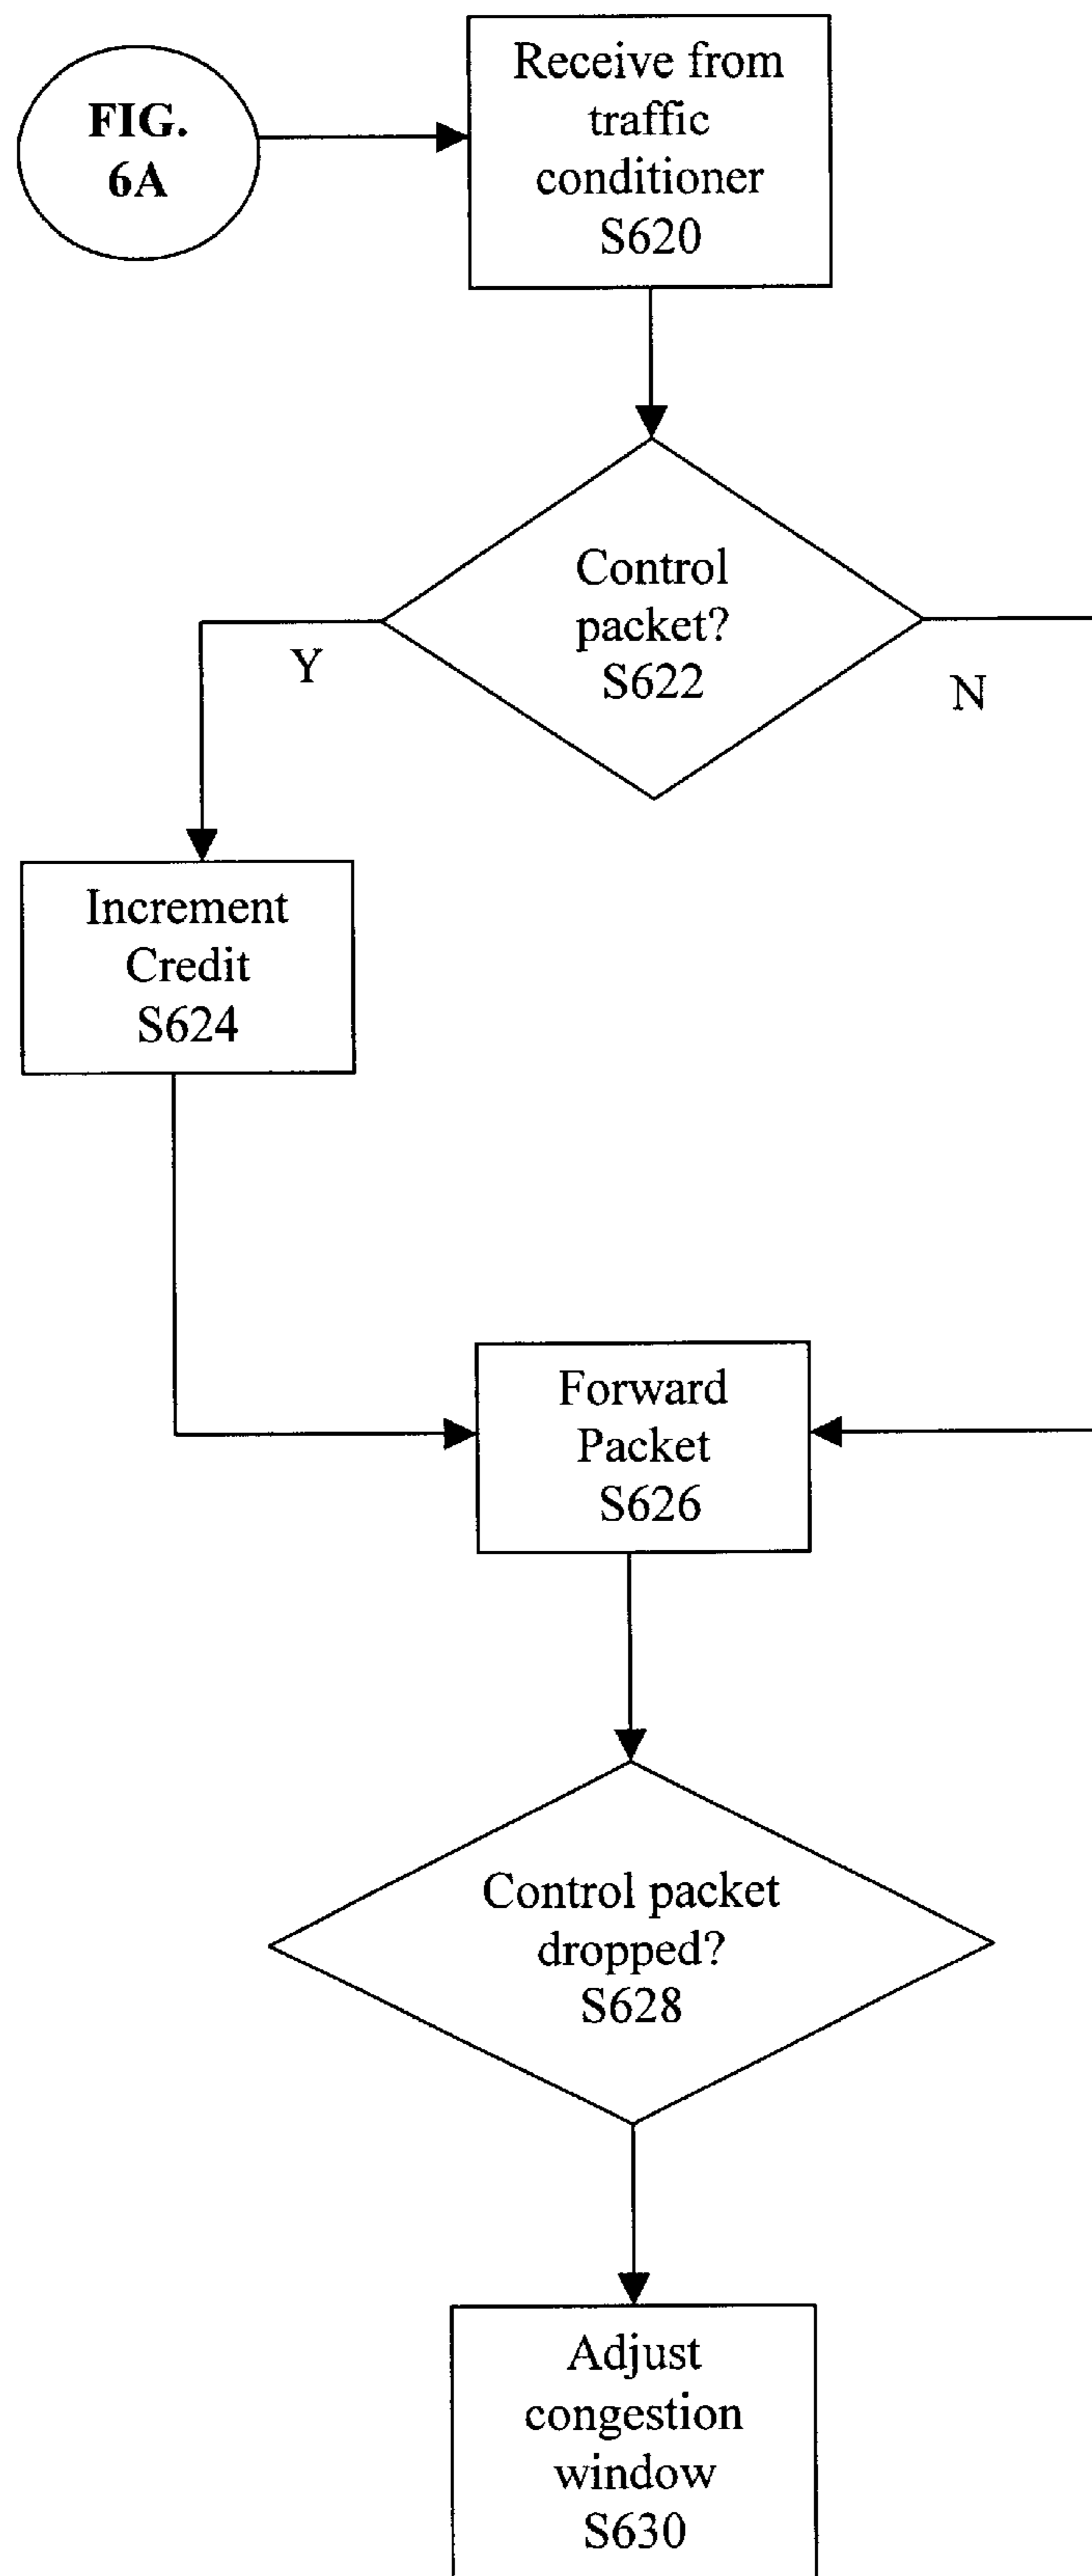 FIG.
6A
Receive from
traffic
conditioner
S620
Control
packet?
S622
Y
N
Increment
Credit
S624
Forward
Packet
S626
Control packet
dropped?
S628
Adjust
congestion
window
S630